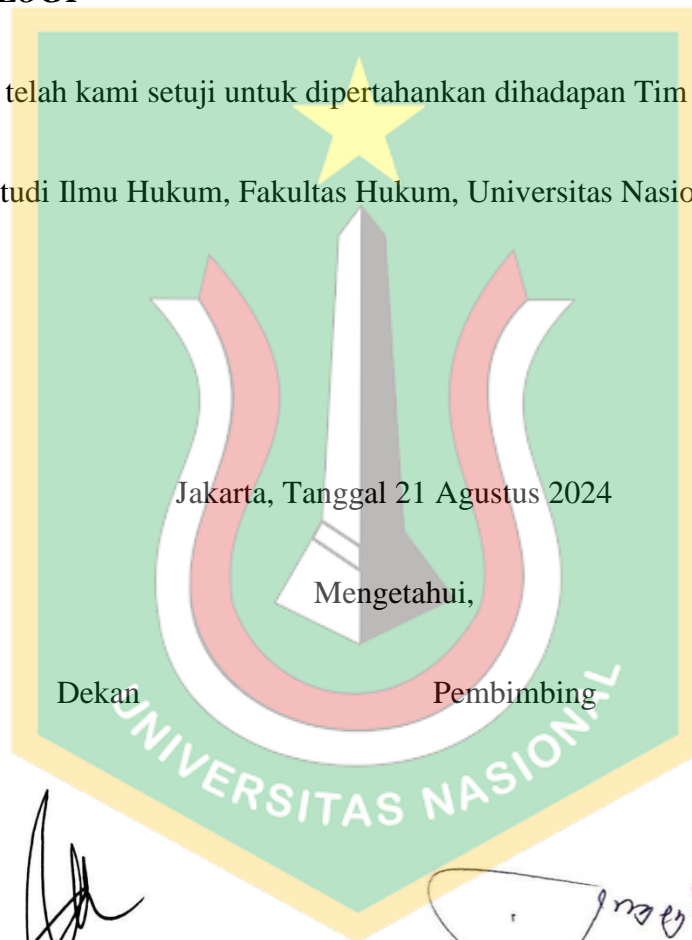 telah kami setuji untuk dipertahankan dihadapan Tim
tudi Ilmu Hukum, Fakultas Hukum, Universitas Nasio
Jakarta, Tanggal 21 Agustus 2024
Mengetahui,
Dekan Pembimbing
UNIVERSITAS NASIONAL